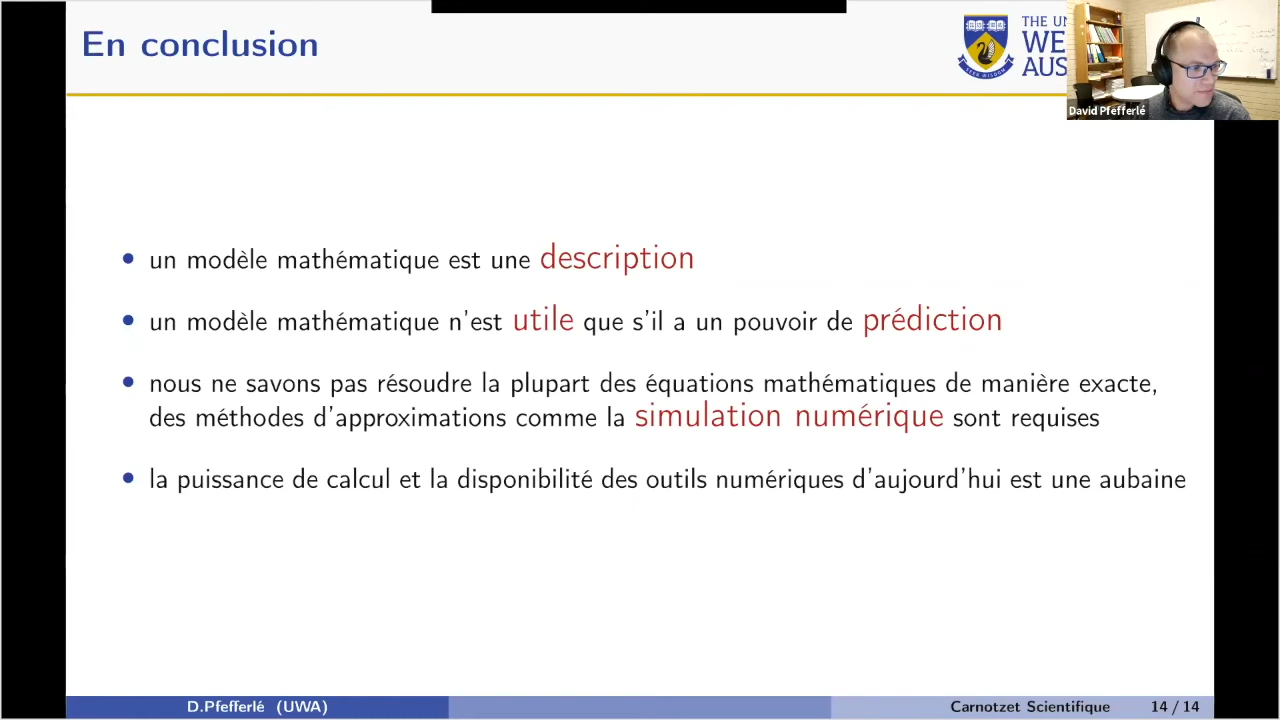 En conclusion
THE UN
WE
AUS
SEEK WISDOM
David Pfefferlé
• un modèle mathématique est une description
• un modèle mathématique n'est utile que s'il a un pouvoir de prédiction
• nous ne savons pas résoudre la plupart des équations mathématiques de manière exacte,
des méthodes d'approximations comme la simulation numérique sont requises
• la puissance de calcul et la disponibilité des outils numériques d'aujourd'hui est une aubaine
D.Pfefferlé (UWA)
Carnotzet Scientifique 14 / 14